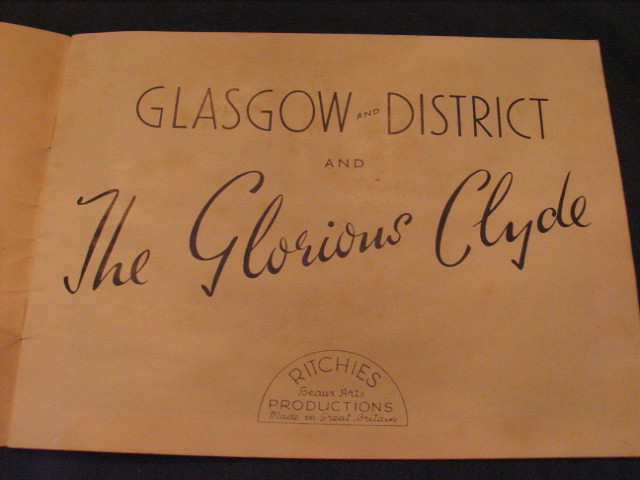 GLASGOW AND DISTRICT
AND
The Glorious Clyde
RITCHIES
Beaux Arts
PRODUCTIONS
Made in Great Britain